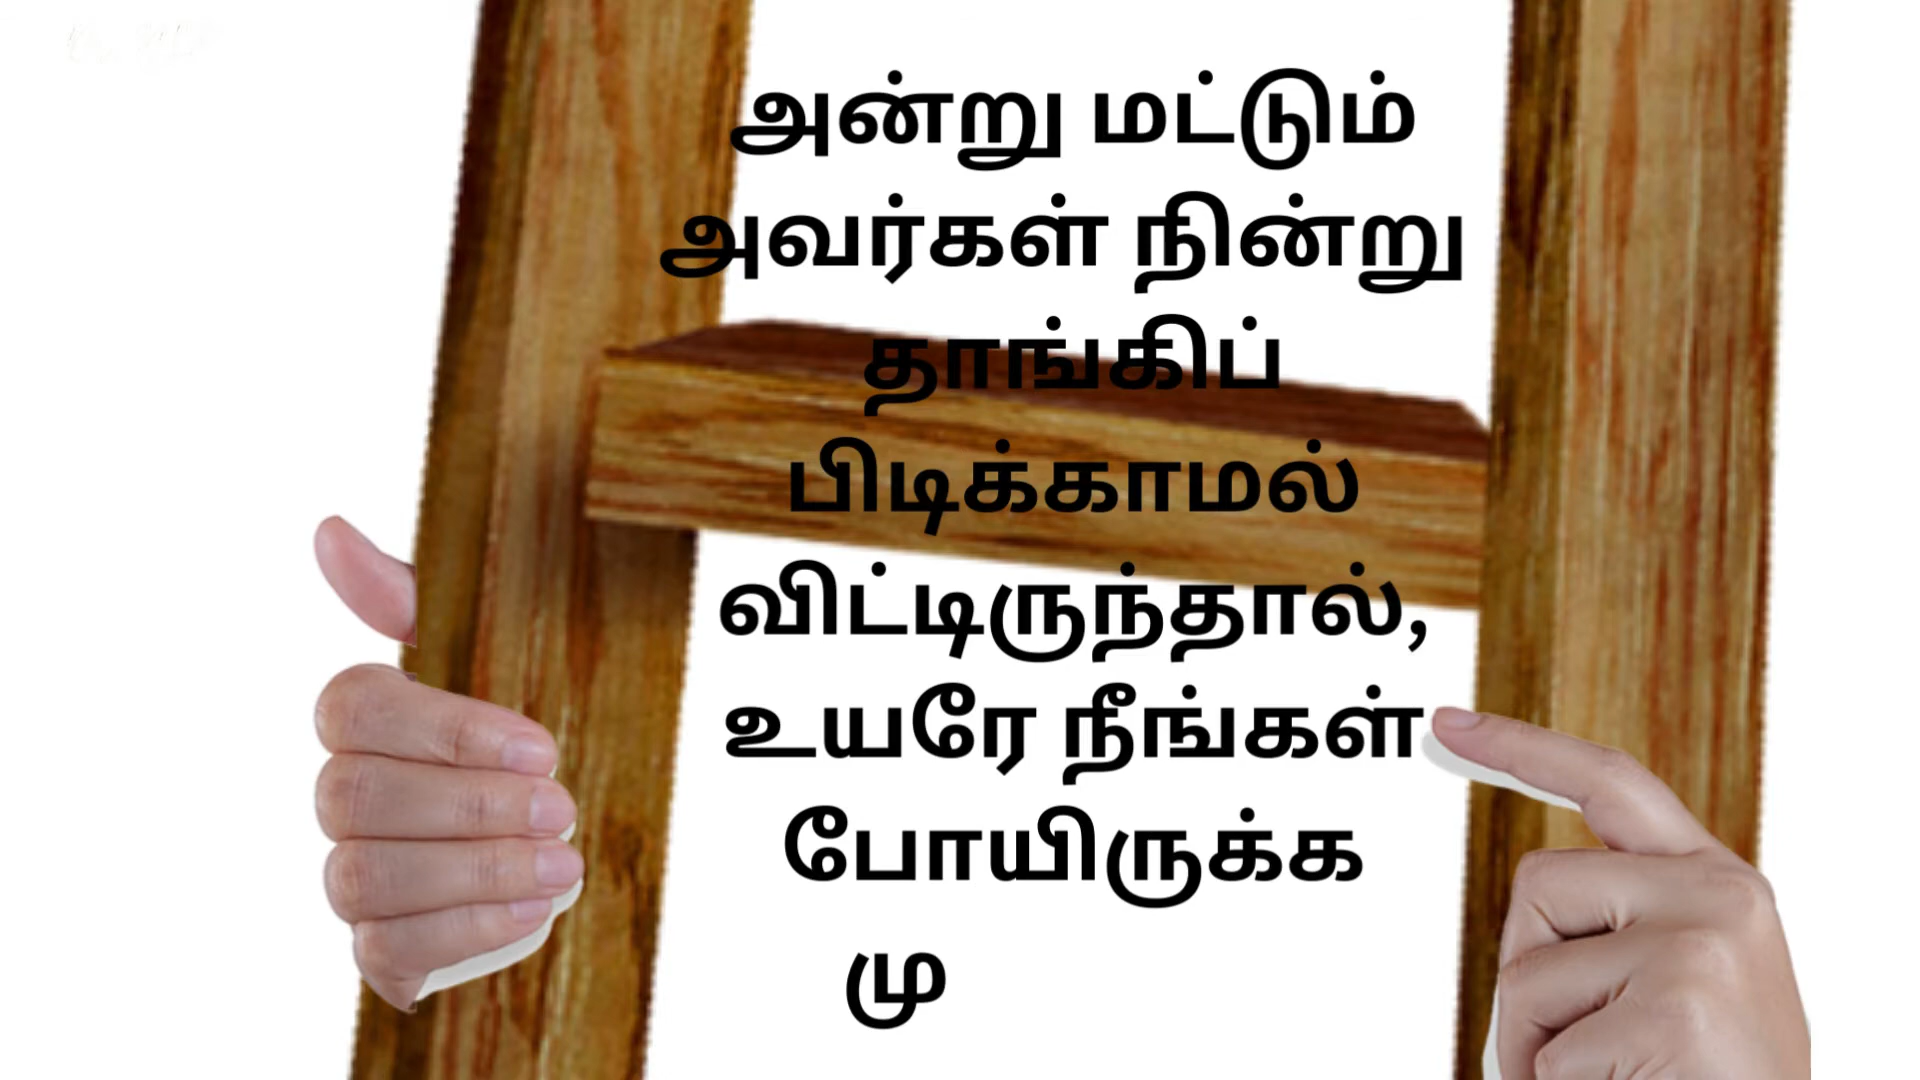 அன்று மட்டும்
அவர்கள் நின்று
தாங்கிப்
பிடிக்காமல்
விட்டிருந்தால்,
உயரே நீங்கள்
போயிருக்க
மு